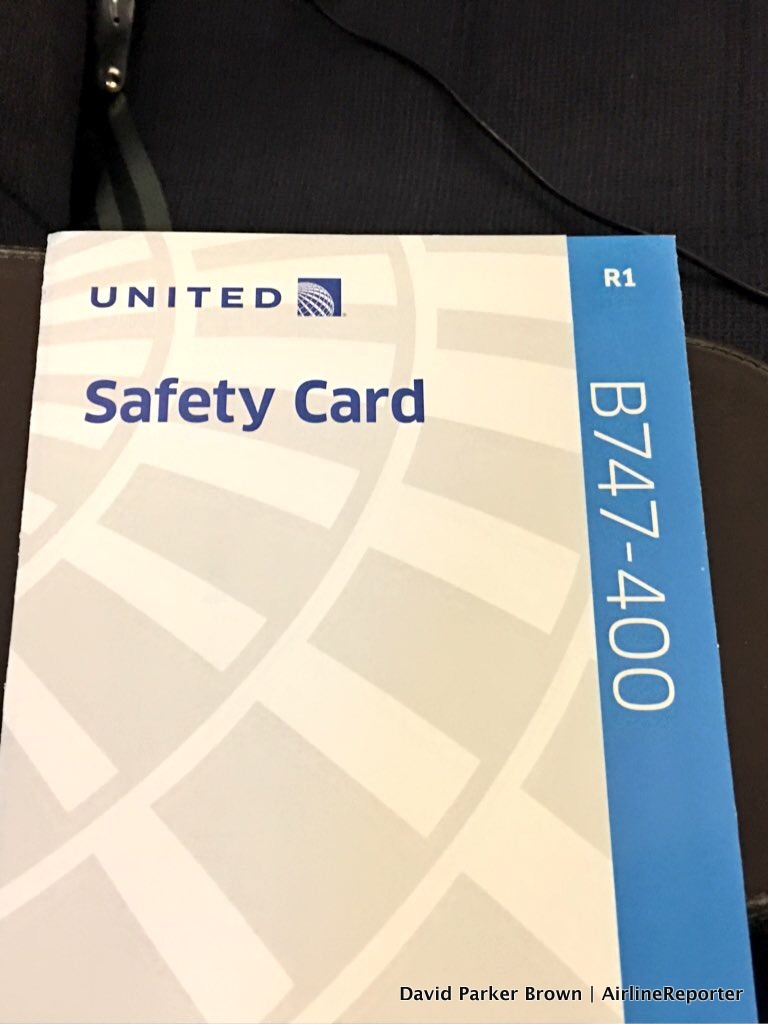 UNITED
R1
Safety Card
B747-400
David Parker Brown | AirlineReporter